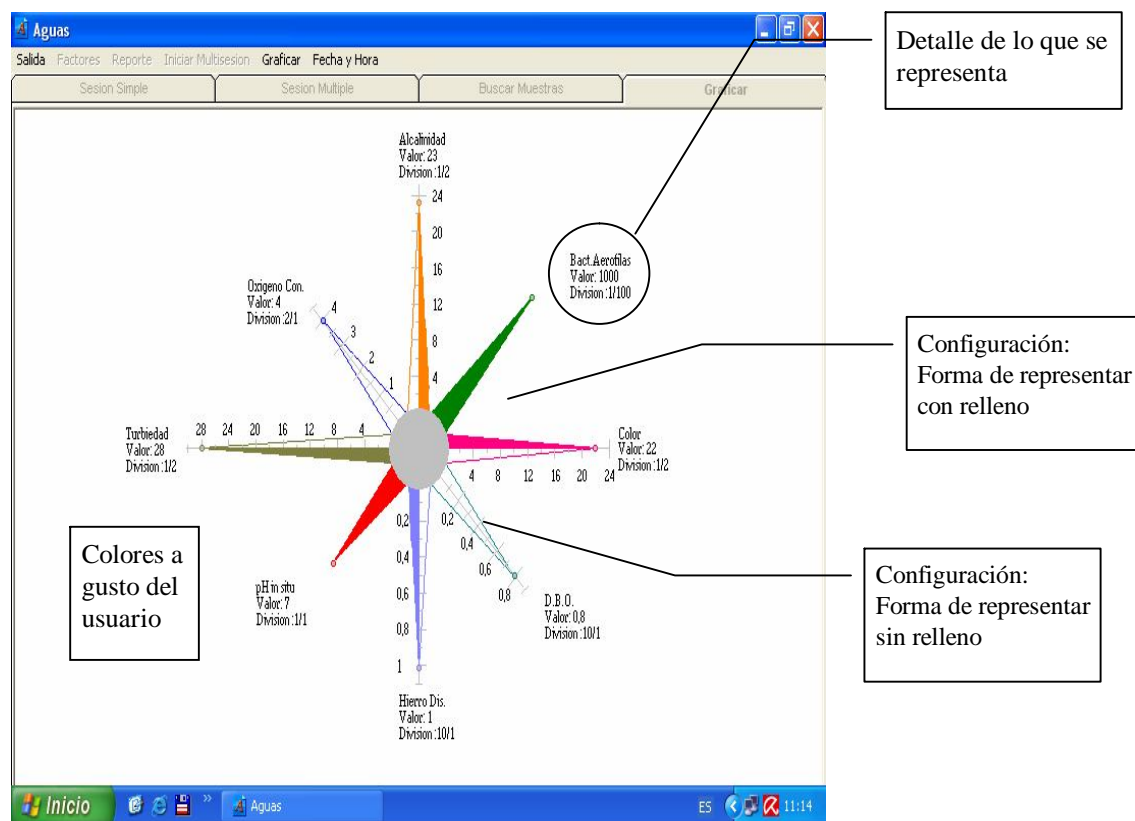 Aguas
Salida Factores Reporte Iniciar Multisesion Graficar Fecha y Hora
Sesion Simple Sesion Multiple Buscar Muestras Graficar
Detalle de lo que se
representa
Alcalinidad
Valor: 23
Division :1/2
24
20
16
12
8
4
Bact.Aerofilas
Valor: 1000
Division :1/100
Oxigeno Con.
Valor: 4
Division :2/1
4
3
2
1
Configuración:
Forma de representar
con relleno
Turbiedad
Valor: 28
Division :1/2
28 24 20 16 12 8 4
Color
Valor: 22
Division :1/2
4 8 12 16 20 24
Colores a
gusto del
usuario
pH in situ
Valor: 7
Division :1/1
0,2
0,4
0,6
0,8
1
Hierro Dis.
Valor: 1
Division :10/1
0,2
0,4
0,6
0,8
D.B.O.
Valor: 0,8
Division :10/1
Configuración:
Forma de representar
sin relleno
Inicio » Aguas ES 11:14